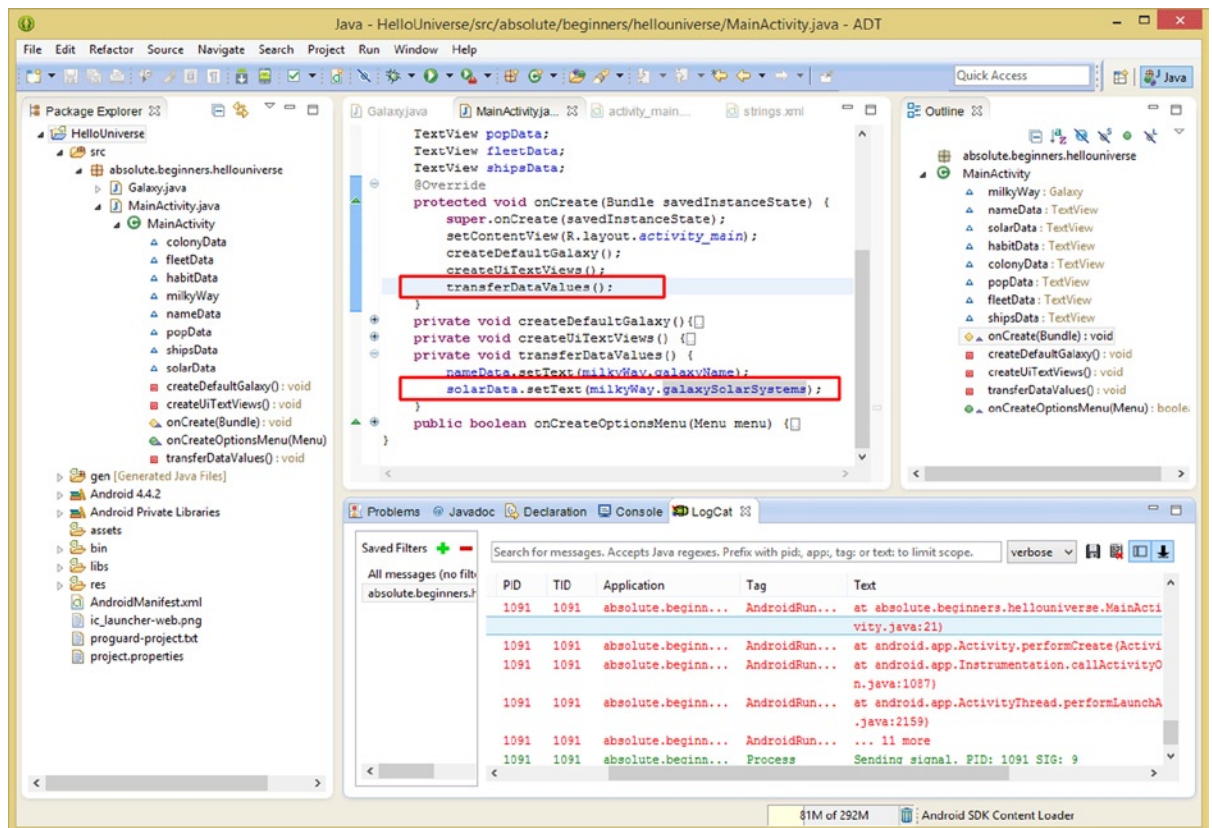 Java - HelloUniverse/src/absolute/beginners/hellouniverse/MainActivity.java - ADT
File Edit Refactor Source Navigate Search Project Run Window Help
Quick Access
Java
Package Explorer
HelloUniverse
src
absolute.beginners.hellouniverse
Galaxy.java
MainActivity.java
MainActivity
colonyData
fleetData
habitData
milkyWay
nameData
popData
shipsData
solarData
createDefaultGalaxy() : void
createUiTextViews() : void
onCreate(Bundle) : void
onCreateOptionsMenu(Menu)
transferDataValues() : void
gen [Generated Java Files]
Android 4.4.2
Android Private Libraries
assets
bin
libs
res
AndroidManifest.xml
ic_launcher-web.png
proguard-project.txt
project.properties
Galaxy.java MainActivity.ja... activity_main.... strings.xml
TextView popData;
TextView fleetData;
TextView shipsData;
@Override
protected void onCreate(Bundle savedInstanceState) {
super.onCreate(savedInstanceState);
setContentView(R.layout.activity_main);
createDefaultGalaxy();
createUiTextViews();
transferDataValues();
}
private void createDefaultGalaxy(){
private void createUiTextViews() {
private void transferDataValues() {
nameData.setText(milkyWay.galaxyName);
solarData.setText(milkyWay.galaxySolarSystems);
}
public boolean onCreateOptionsMenu(Menu menu) {
}
Outline
absolute.beginners.hellouniverse
MainActivity
milkyWay : Galaxy
nameData : TextView
solarData : TextView
habitData : TextView
colonyData : TextView
popData : TextView
fleetData : TextView
shipsData : TextView
onCreate(Bundle) : void
createDefaultGalaxy() : void
createUiTextViews() : void
transferDataValues() : void
onCreateOptionsMenu(Menu) : boole
Problems Javadoc Declaration Console LogCat
Saved Filters
All messages (no filt
absolute.beginners.h
Search for messages. Accepts Java regexes. Prefix with pid:, app:, tag: or text: to limit scope.
verbose
PID TID Application Tag Text
1091 1091 absolute.beginn... AndroidRun... at absolute.beginners.hellouniverse.MainActi
vity.java:21)
1091 1091 absolute.beginn... AndroidRun... at android.app.Activity.performCreate(Activi
1091 1091 absolute.beginn... AndroidRun... at android.app.Instrumentation.callActivityO
n.java:1087)
1091 1091 absolute.beginn... AndroidRun... at android.app.ActivityThread.performLaunchA
.java:2159)
1091 1091 absolute.beginn... AndroidRun... ... 11 more
1091 1091 absolute.beginn... Process Sending signal. PID: 1091 SIG: 9
81M of 292M
Android SDK Content Loader